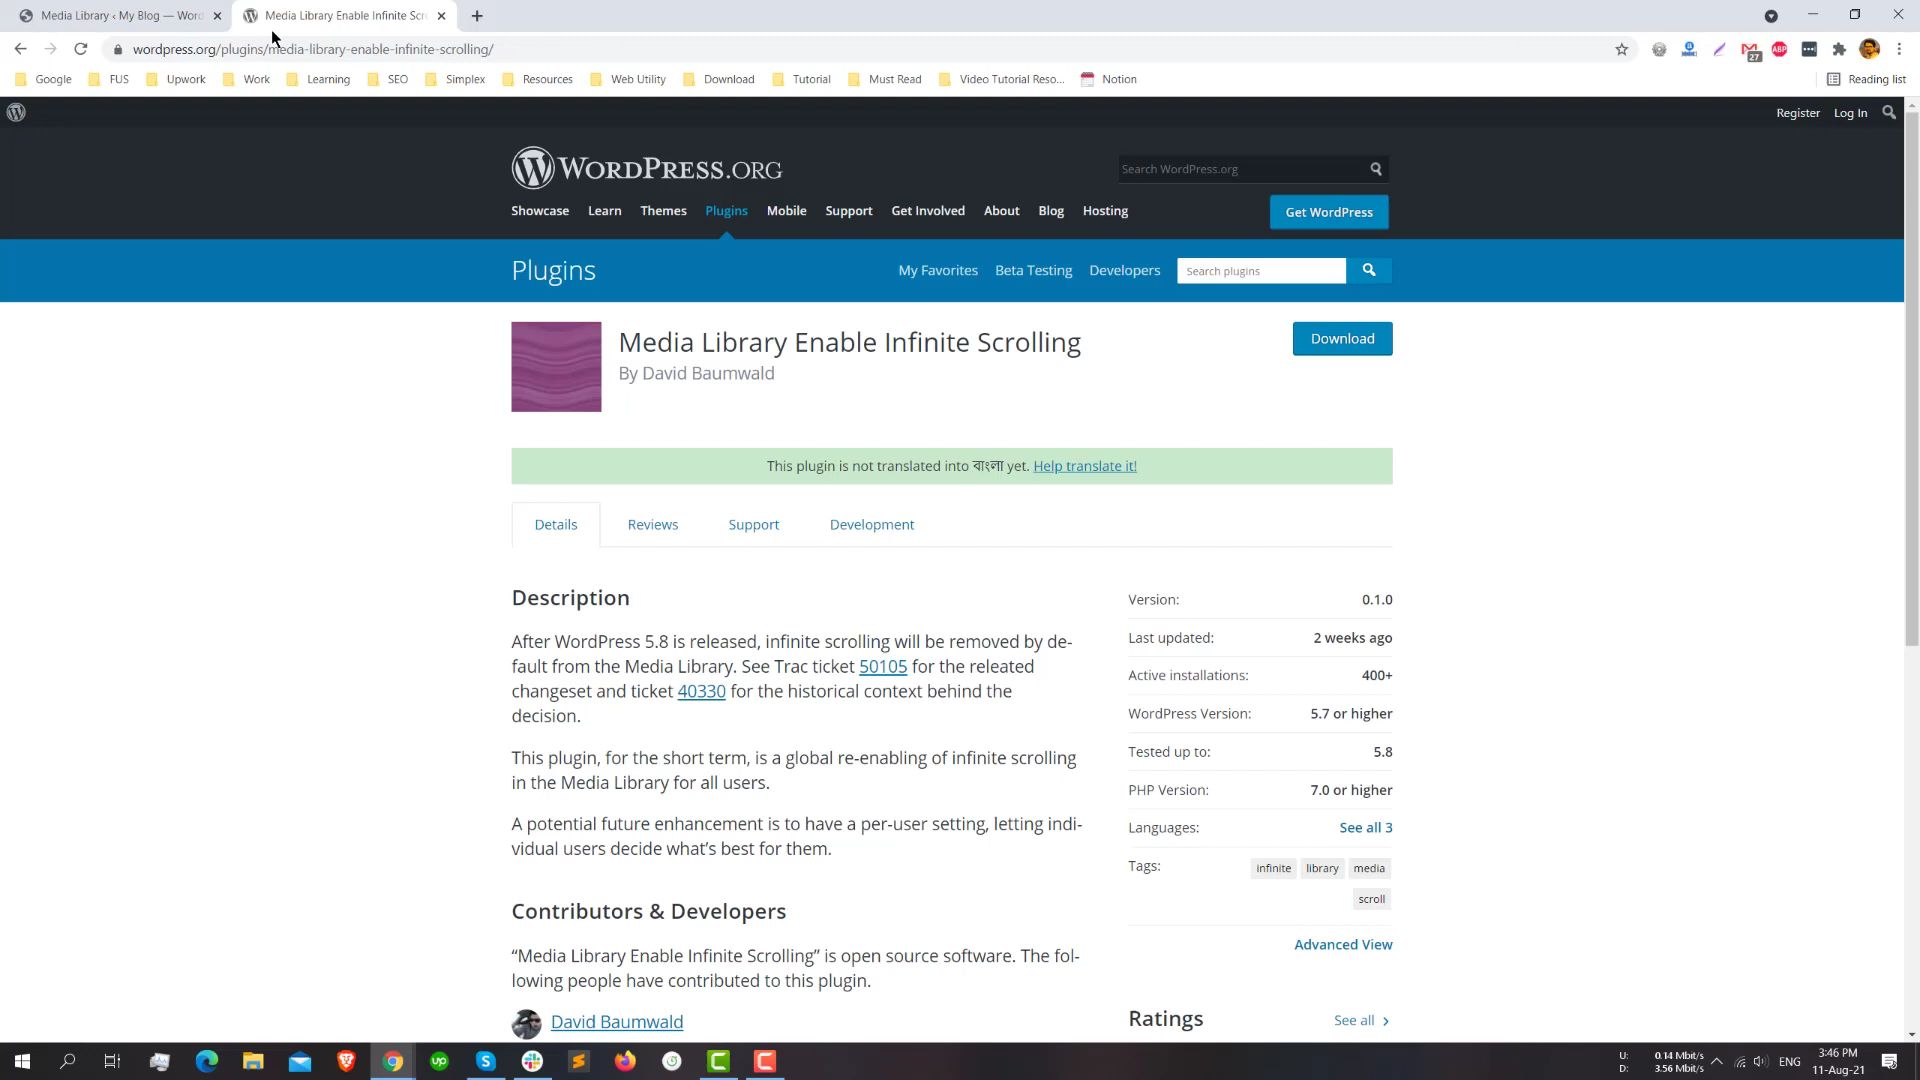 Media Library ‹ My Blog — Word
Media Library Enable Infinite Scro
wordpress.org/plugins/media-library-enable-infinite-scrolling/
27
ABP
Google FUS Upwork Work Learning SEO Simplex Resources Web Utility Download Tutorial Must Read Video Tutorial Reso... Notion Reading list
Register Log In
WORDPRESS.ORG
Search WordPress.org
Showcase Learn Themes Plugins Mobile Support Get Involved About Blog Hosting
Get WordPress
Plugins
My Favorites Beta Testing Developers
Search plugins
Media Library Enable Infinite Scrolling
By David Baumwald
Download
This plugin is not translated into বাংলা yet. Help translate it!
Details Reviews Support Development
Description
After WordPress 5.8 is released, infinite scrolling will be removed by de-
fault from the Media Library. See Trac ticket 50105 for the releated
changeset and ticket 40330 for the historical context behind the
decision.
This plugin, for the short term, is a global re-enabling of infinite scrolling
in the Media Library for all users.
A potential future enhancement is to have a per-user setting, letting indi-
vidual users decide what’s best for them.
Contributors & Developers
“Media Library Enable Infinite Scrolling” is open source software. The fol-
lowing people have contributed to this plugin.
David Baumwald
Version: 0.1.0
Last updated: 2 weeks ago
Active installations: 400+
WordPress Version: 5.7 or higher
Tested up to: 5.8
PHP Version: 7.0 or higher
Languages: See all 3
Tags: infinite library media
scroll
Advanced View
Ratings See all
up
U: 0.14 Mbit/s
D: 3.56 Mbit/s
ENG
3:46 PM
11-Aug-21